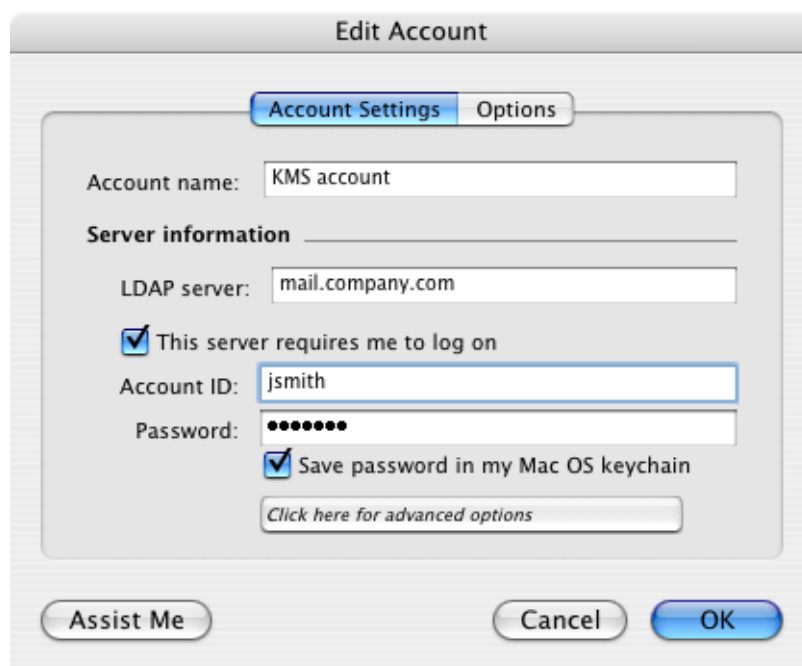 Edit Account
Account Settings Options
Account name: KMS account
Server information
LDAP server: mail.company.com
This server requires me to log on
Account ID: jsmith
Password: •••••••
Save password in my Mac OS keychain
Click here for advanced options
Assist Me Cancel OK